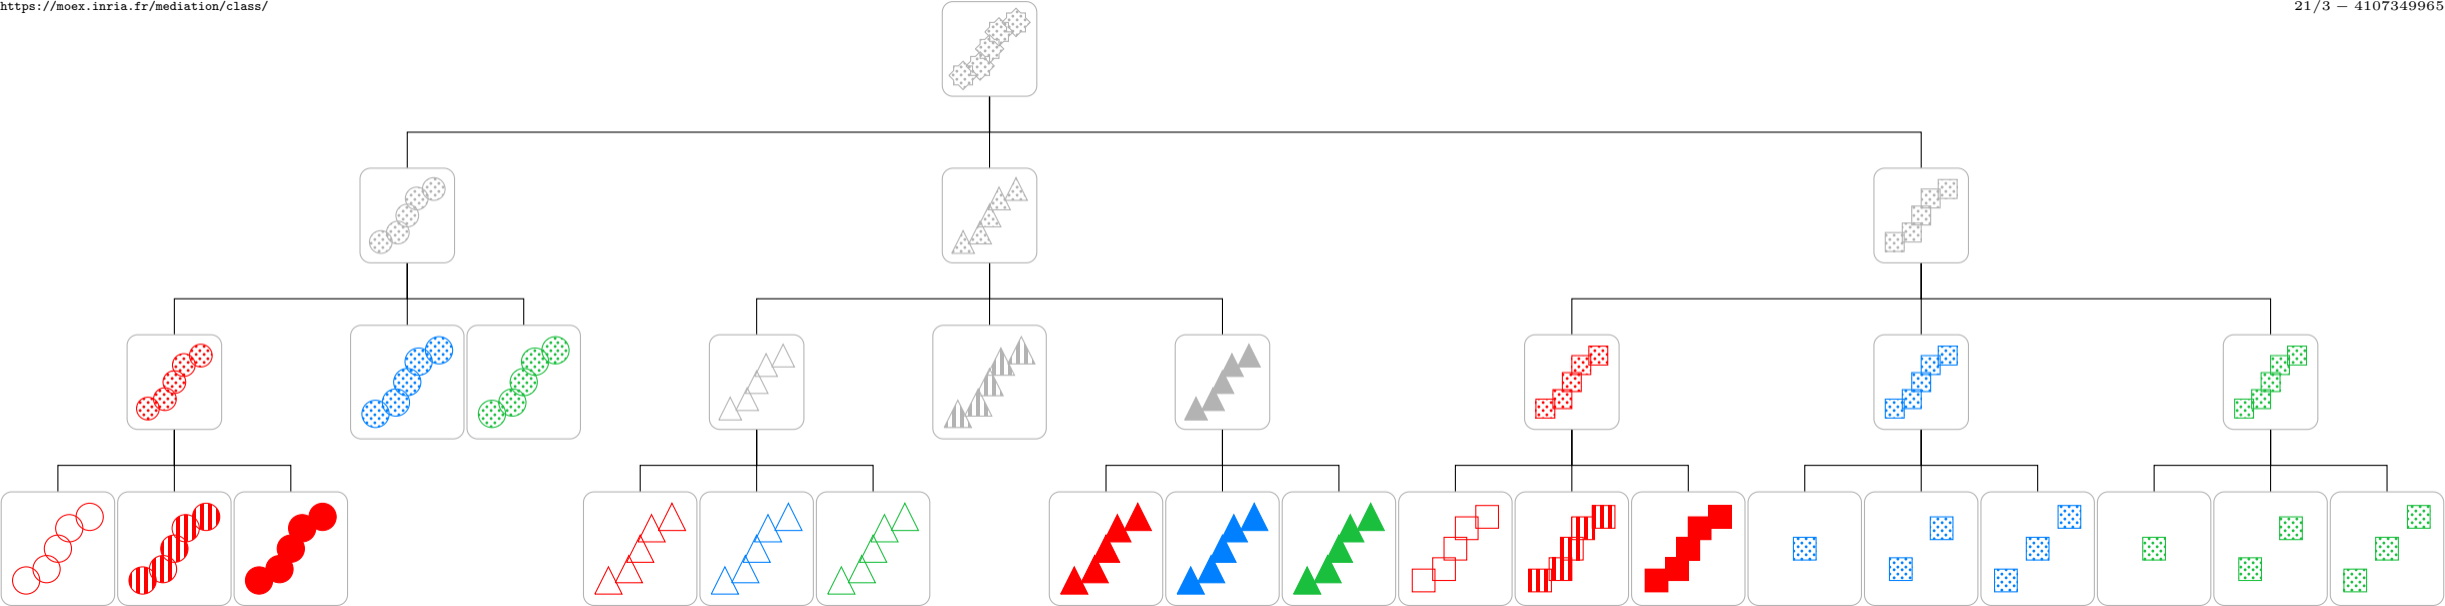 https://moex.inria.fr/mediation/class/
21/3 − 4107349965